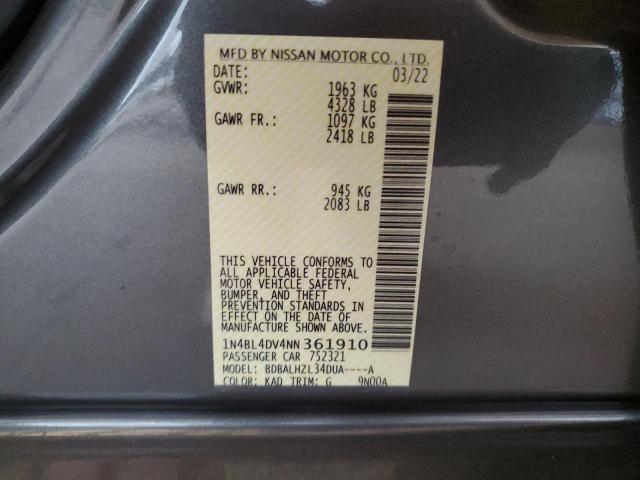 MFD BY NISSAN MOTOR CO., LTD.
DATE: 03/22
GVWR: 1963 KG
4328 LB
GAWR FR.: 1097 KG
2418 LB
GAWR RR.: 945 KG
2083 LB
THIS VEHICLE CONFORMS TO
ALL APPLICABLE FEDERAL
MOTOR VEHICLE SAFETY,
BUMPER, AND THEFT
PREVENTION STANDARDS IN
EFFECT ON THE DATE OF
MANUFACTURE SHOWN ABOVE.
1N4BL4DV4NN361910
PASSENGER CAR 752321
MODEL: BDBALHZL34DUA----A
COLOR: KAD TRIM: G 9N00A